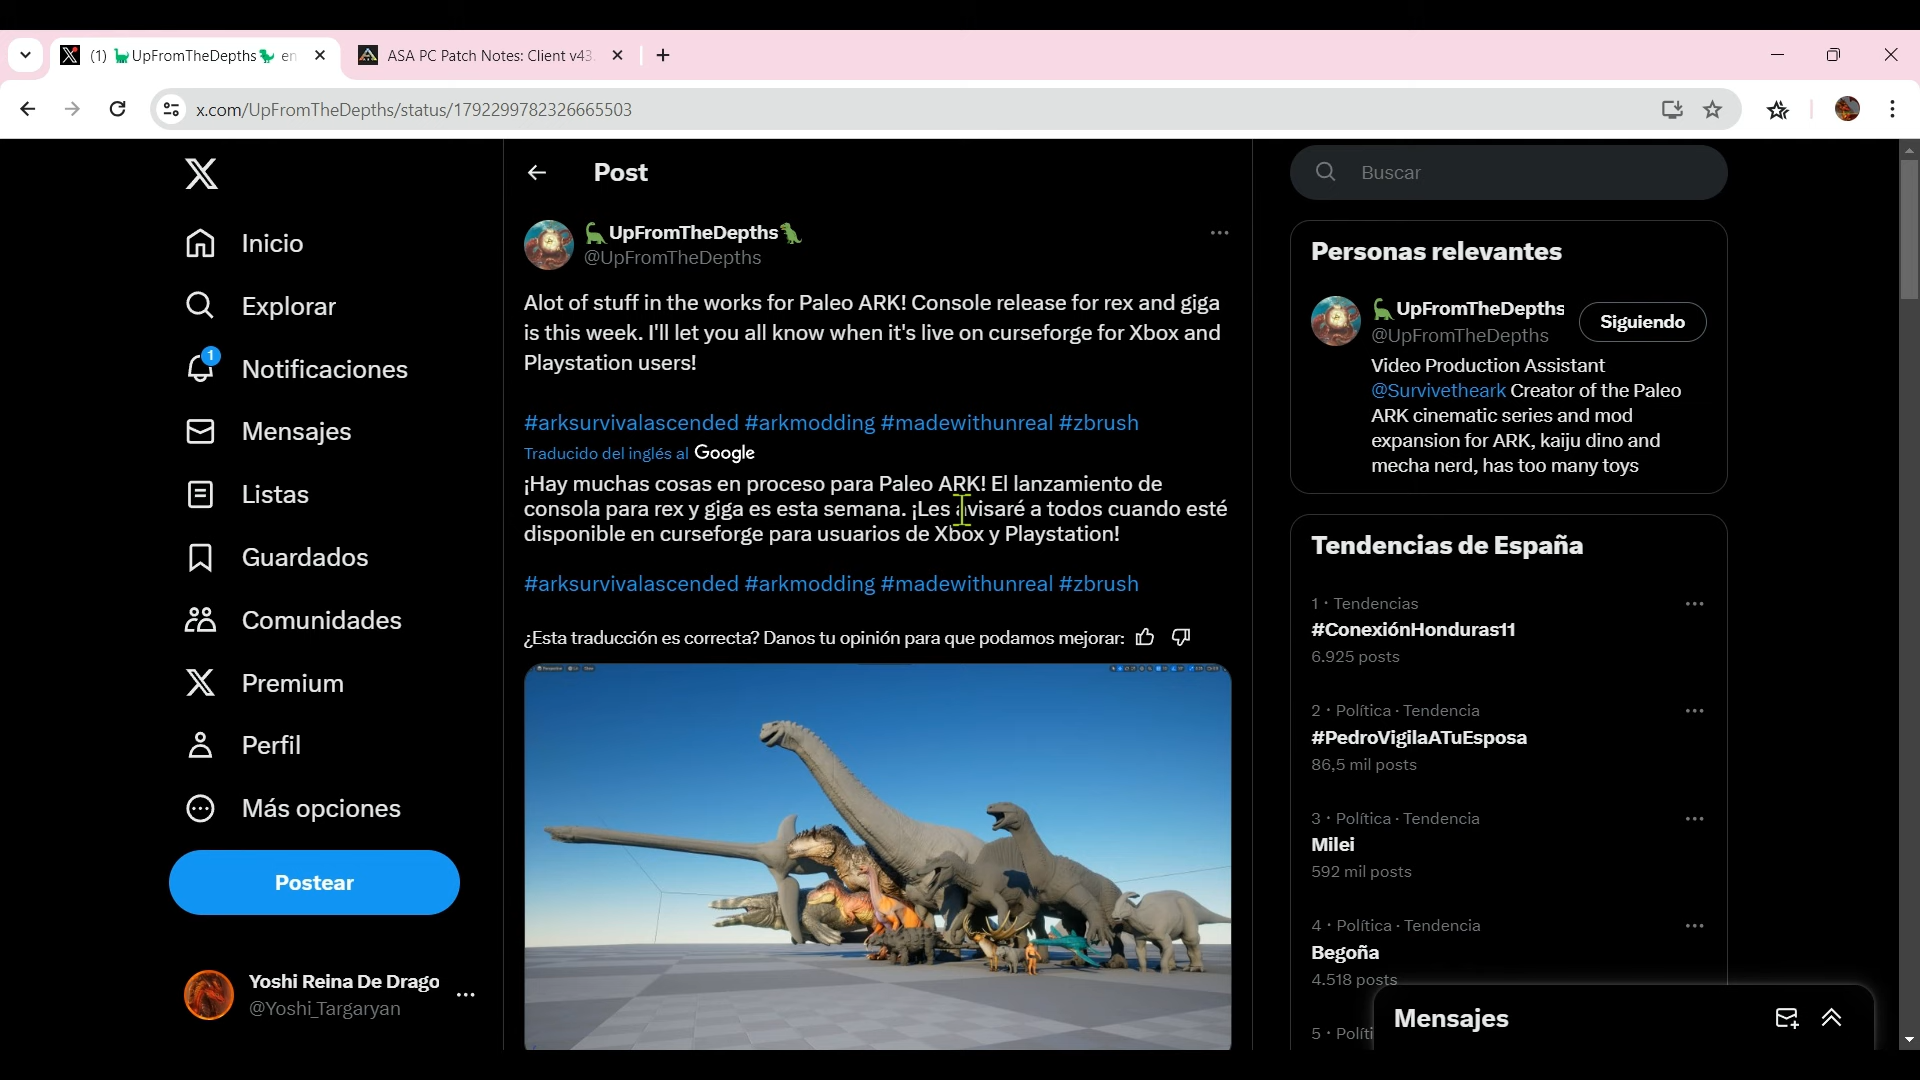 (1) 🦕UpFromTheDepths🦖 en
ASA PC Patch Notes: Client v43
x.com/UpFromTheDepths/status/1792299782326665503
Inicio
Explorar
1
Notificaciones
Mensajes
Listas
Guardados
Comunidades
Premium
Perfil
Más opciones
Postear
Yoshi Reina De Drago
@Yoshi_Targaryan
Post
🦕UpFromTheDepths🦖
@UpFromTheDepths
Alot of stuff in the works for Paleo ARK! Console release for rex and giga
is this week. I'll let you all know when it's live on curseforge for Xbox and
Playstation users!
#arksurvivalascended #arkmodding #madewithunreal #zbrush
Traducido del inglés al Google
¡Hay muchas cosas en proceso para Paleo ARK! El lanzamiento de
consola para rex y giga es esta semana. ¡Les avisaré a todos cuando esté
disponible en curseforge para usuarios de Xbox y Playstation!
#arksurvivalascended #arkmodding #madewithunreal #zbrush
¿Esta traducción es correcta? Danos tu opinión para que podamos mejorar:
Buscar
Personas relevantes
🦕UpFromTheDepths
@UpFromTheDepths
Siguiendo
Video Production Assistant
@Survivetheark Creator of the Paleo
ARK cinematic series and mod
expansion for ARK, kaiju dino and
mecha nerd, has too many toys
Tendencias de España
1 · Tendencias
#ConexiónHonduras11
6.925 posts
2 · Política · Tendencia
#PedroVigilaATuEsposa
86,5 mil posts
3 · Política · Tendencia
Milei
592 mil posts
4 · Política · Tendencia
Begoña
4.518 posts
5 · Políti
Mensajes